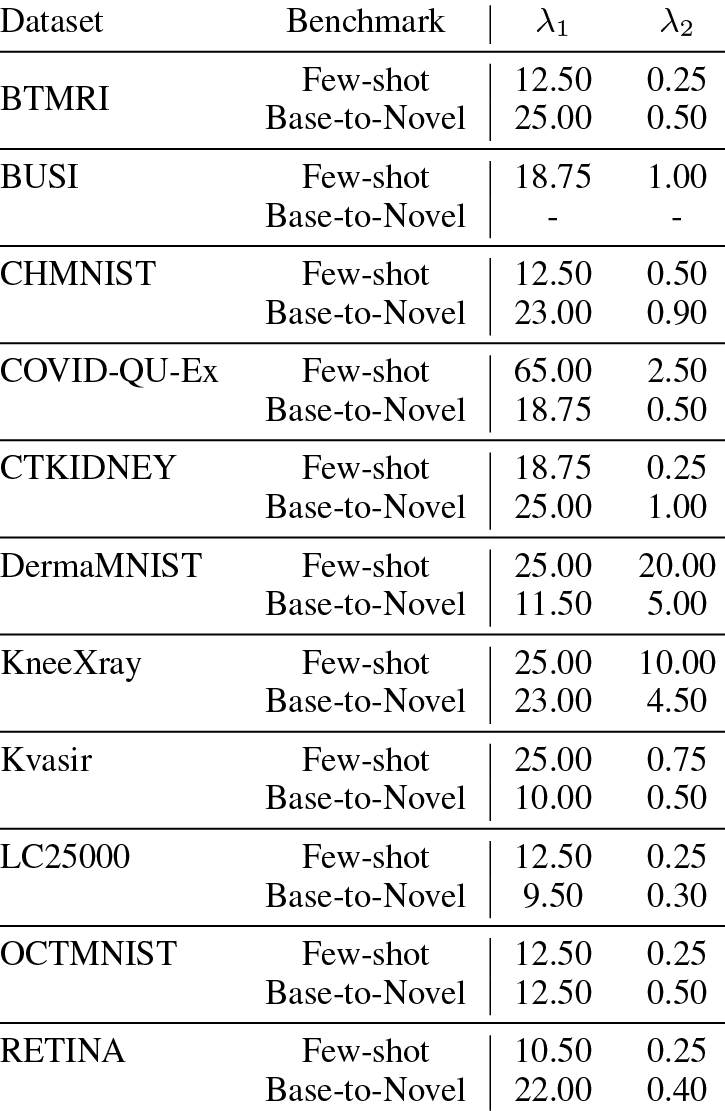 Dataset Benchmark λ1 λ2
BTMRI Few-shot 12.50 0.25
Base-to-Novel 25.00 0.50
BUSI Few-shot 18.75 1.00
Base-to-Novel - -
CHMNIST Few-shot 12.50 0.50
Base-to-Novel 23.00 0.90
COVID-QU-Ex Few-shot 65.00 2.50
Base-to-Novel 18.75 0.50
CTKIDNEY Few-shot 18.75 0.25
Base-to-Novel 25.00 1.00
DermaMNIST Few-shot 25.00 20.00
Base-to-Novel 11.50 5.00
KneeXray Few-shot 25.00 10.00
Base-to-Novel 23.00 4.50
Kvasir Few-shot 25.00 0.75
Base-to-Novel 10.00 0.50
LC25000 Few-shot 12.50 0.25
Base-to-Novel 9.50 0.30
OCTMNIST Few-shot 12.50 0.25
Base-to-Novel 12.50 0.50
RETINA Few-shot 10.50 0.25
Base-to-Novel 22.00 0.40